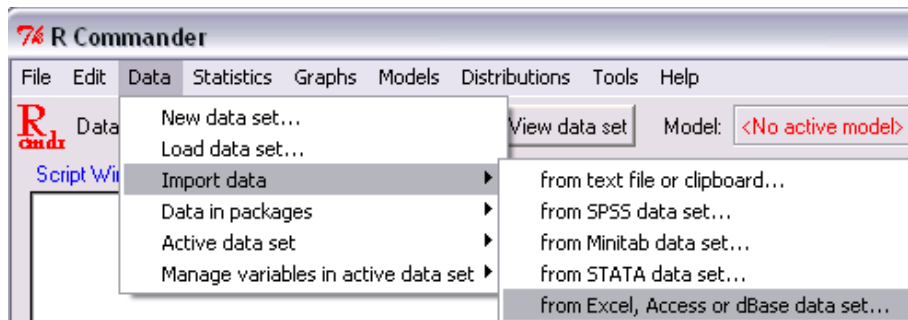 R Commander
File Edit Data Statistics Graphs Models Distributions Tools Help
R Data View data set Model: <No active model>
cmdr
Script Wi
New data set...
Load data set...
Import data
Data in packages
Active data set
Manage variables in active data set
from text file or clipboard...
from SPSS data set...
from Minitab data set...
from STATA data set...
from Excel, Access or dBase data set...